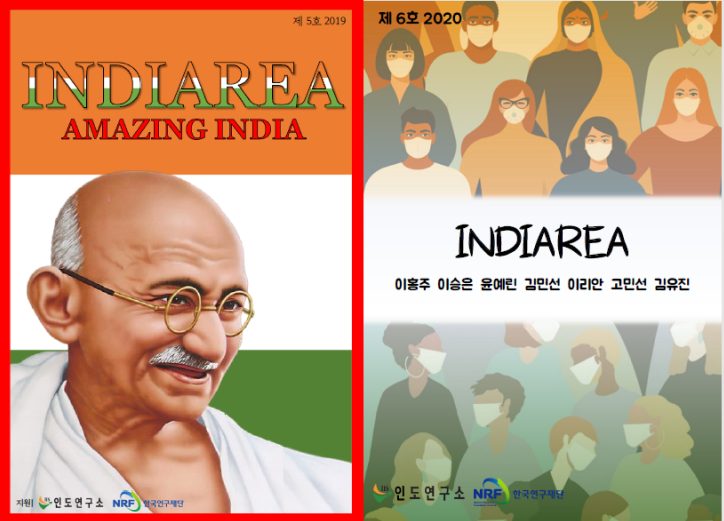 제 5호 2019
INDIAREA
AMAZING INDIA
지원| 인도연구소 NRF 한국연구재단
제 6호 2020
INDIAREA
이홍주 이승은 윤예린 김민선 이리안 고민선 김유진
인도연구소 NRF 한국연구재단